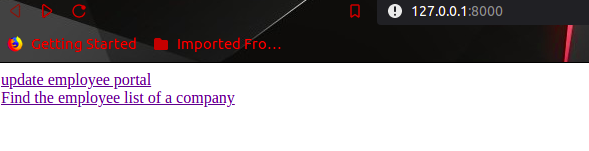 127.0.0.1:8000
Getting Started Imported Fro…
update employee portal
Find the employee list of a company